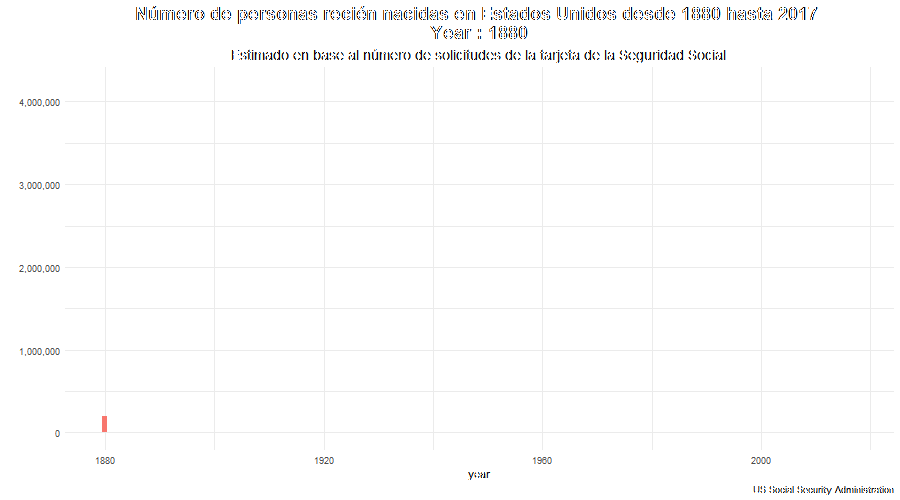 Número de personas recién nacidas en Estados Unidos desde 1880 hasta 2017
Year : 1880
Estimado en base al número de solicitudes de la tarjeta de la Seguridad Social
4,000,000
3,000,000
2,000,000
1,000,000
0
1880 1920 1960 2000
year
US Social Security Administration